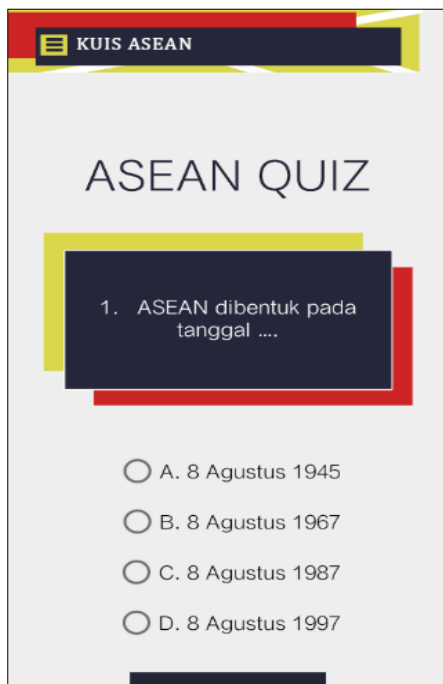 KUIS ASEAN
ASEAN QUIZ
1. ASEAN dibentuk pada
tanggal ....
A. 8 Agustus 1945
B. 8 Agustus 1967
C. 8 Agustus 1987
D. 8 Agustus 1997